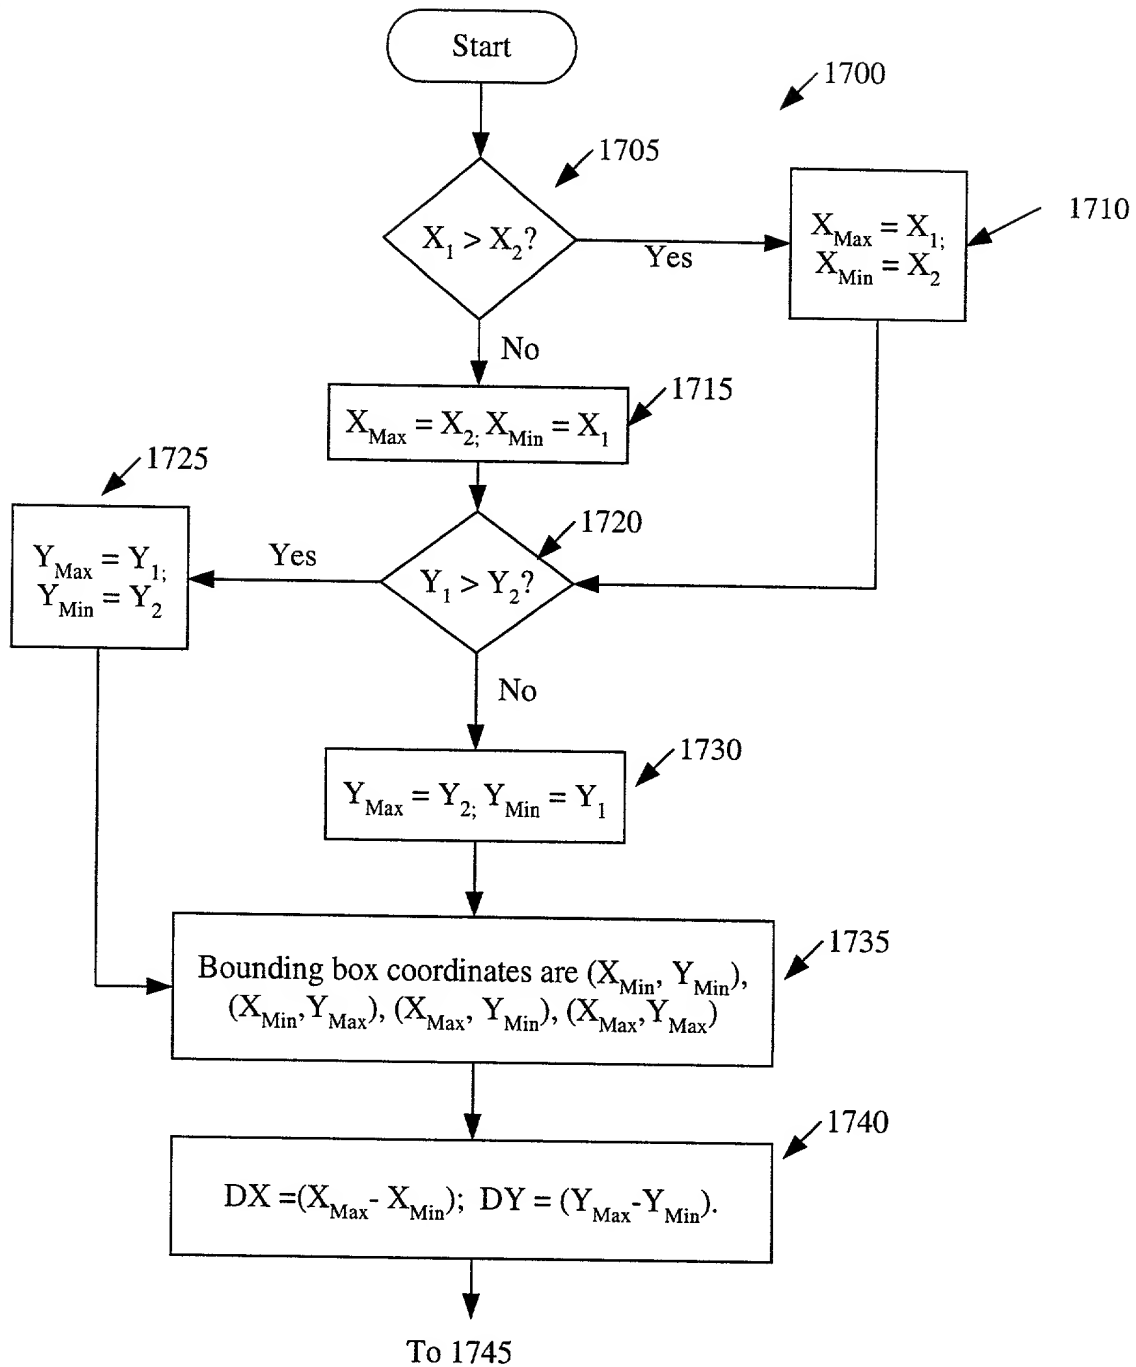 Start
1700
1705
X1 > X2?
Yes
XMax = X1;
XMin = X2
1710
No
1715
XMax = X2; XMin = X1
1725
1720
YMax = Y1;
YMin = Y2
Yes
Y1 > Y2?
No
1730
YMax = Y2; YMin = Y1
1735
Bounding box coordinates are (XMin, YMin),
(XMin,YMax), (XMax, YMin), (XMax,YMax)
1740
DX =(XMax- XMin); DY = (YMax-YMin).
To 1745